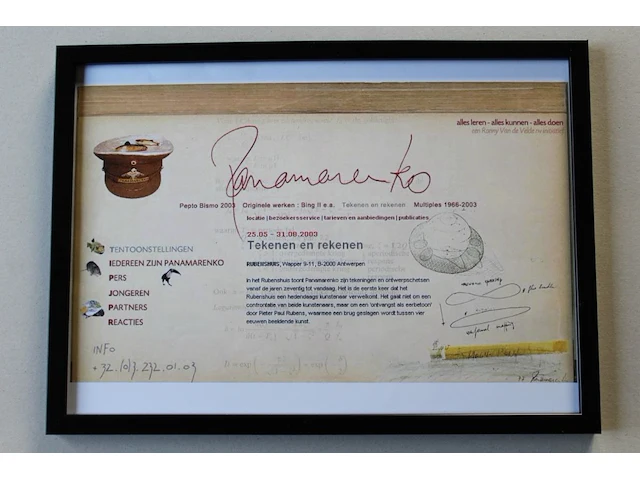 alles leren - alles kunnen - alles doen
een Ronny Van de Velde renaissance
Panamarenko
Pepto Bismo 2003 Originele werken : Bing II e.a. Tekenen en rekenen Multiples 1966-2003
locatie | bezoekersservice | tarieven en aanbiedingen | publicaties
25.05 - 31.08.2003
Tekenen en rekenen
RUBENSHUIS, Wapper 9-11, B-2000 Antwerpen
In het Rubenshuis toont Panamarenko zijn tekeningen en ontwerpschetsen
vanaf de jaren zeventig tot vandaag. Het is de eerste keer dat het
Rubenshuis een hedendaags kunstenaar verwelkomt. Het gaat niet om een
confrontatie van beide kunstenaars, maar om een 'ontvangst als eerbetoon'
door Pieter Paul Rubens, waarmee een brug geslagen wordt tussen vier
eeuwen beeldende kunst.
TENTOONSTELLINGEN
IEDEREEN ZIJN PANAMARENKO
PERS
JONGEREN
PARTNERS
REACTIES
INFO
+32.(0)3.232.01.03